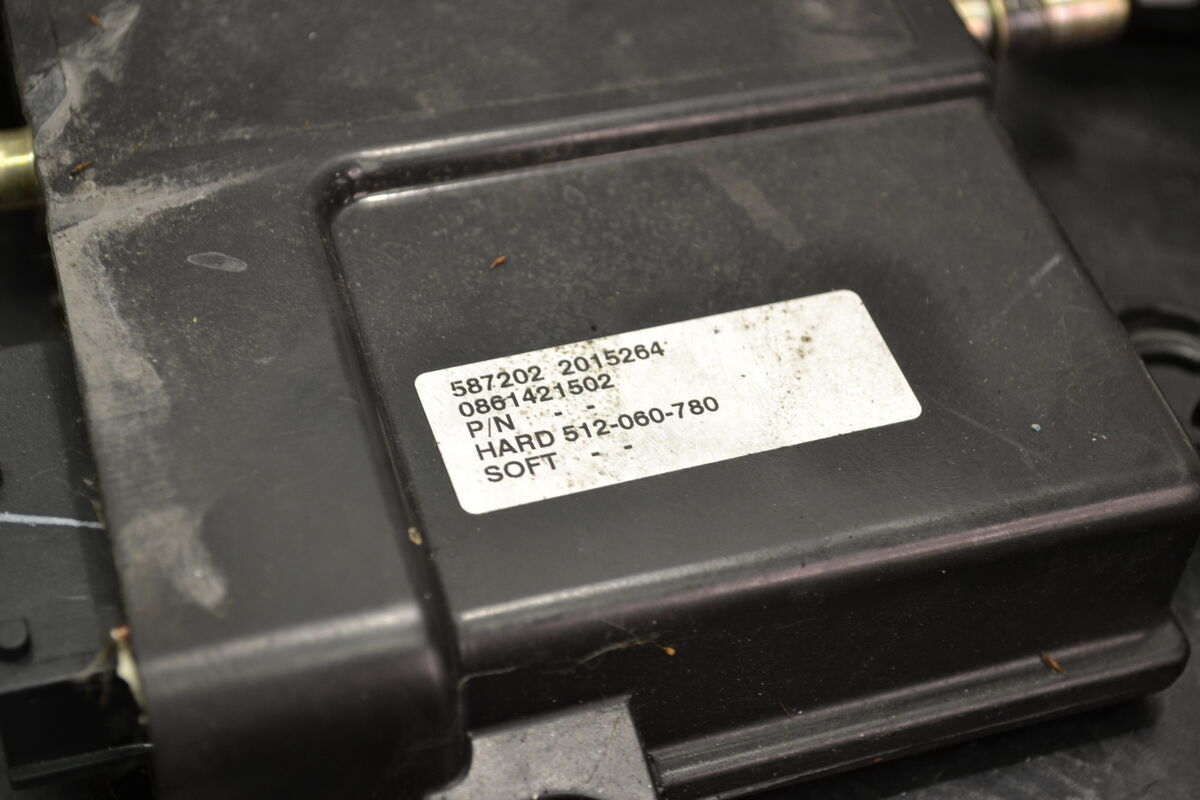 587202 2015264
0861421502
P/N - -
HARD 512-060-780
SOFT - -